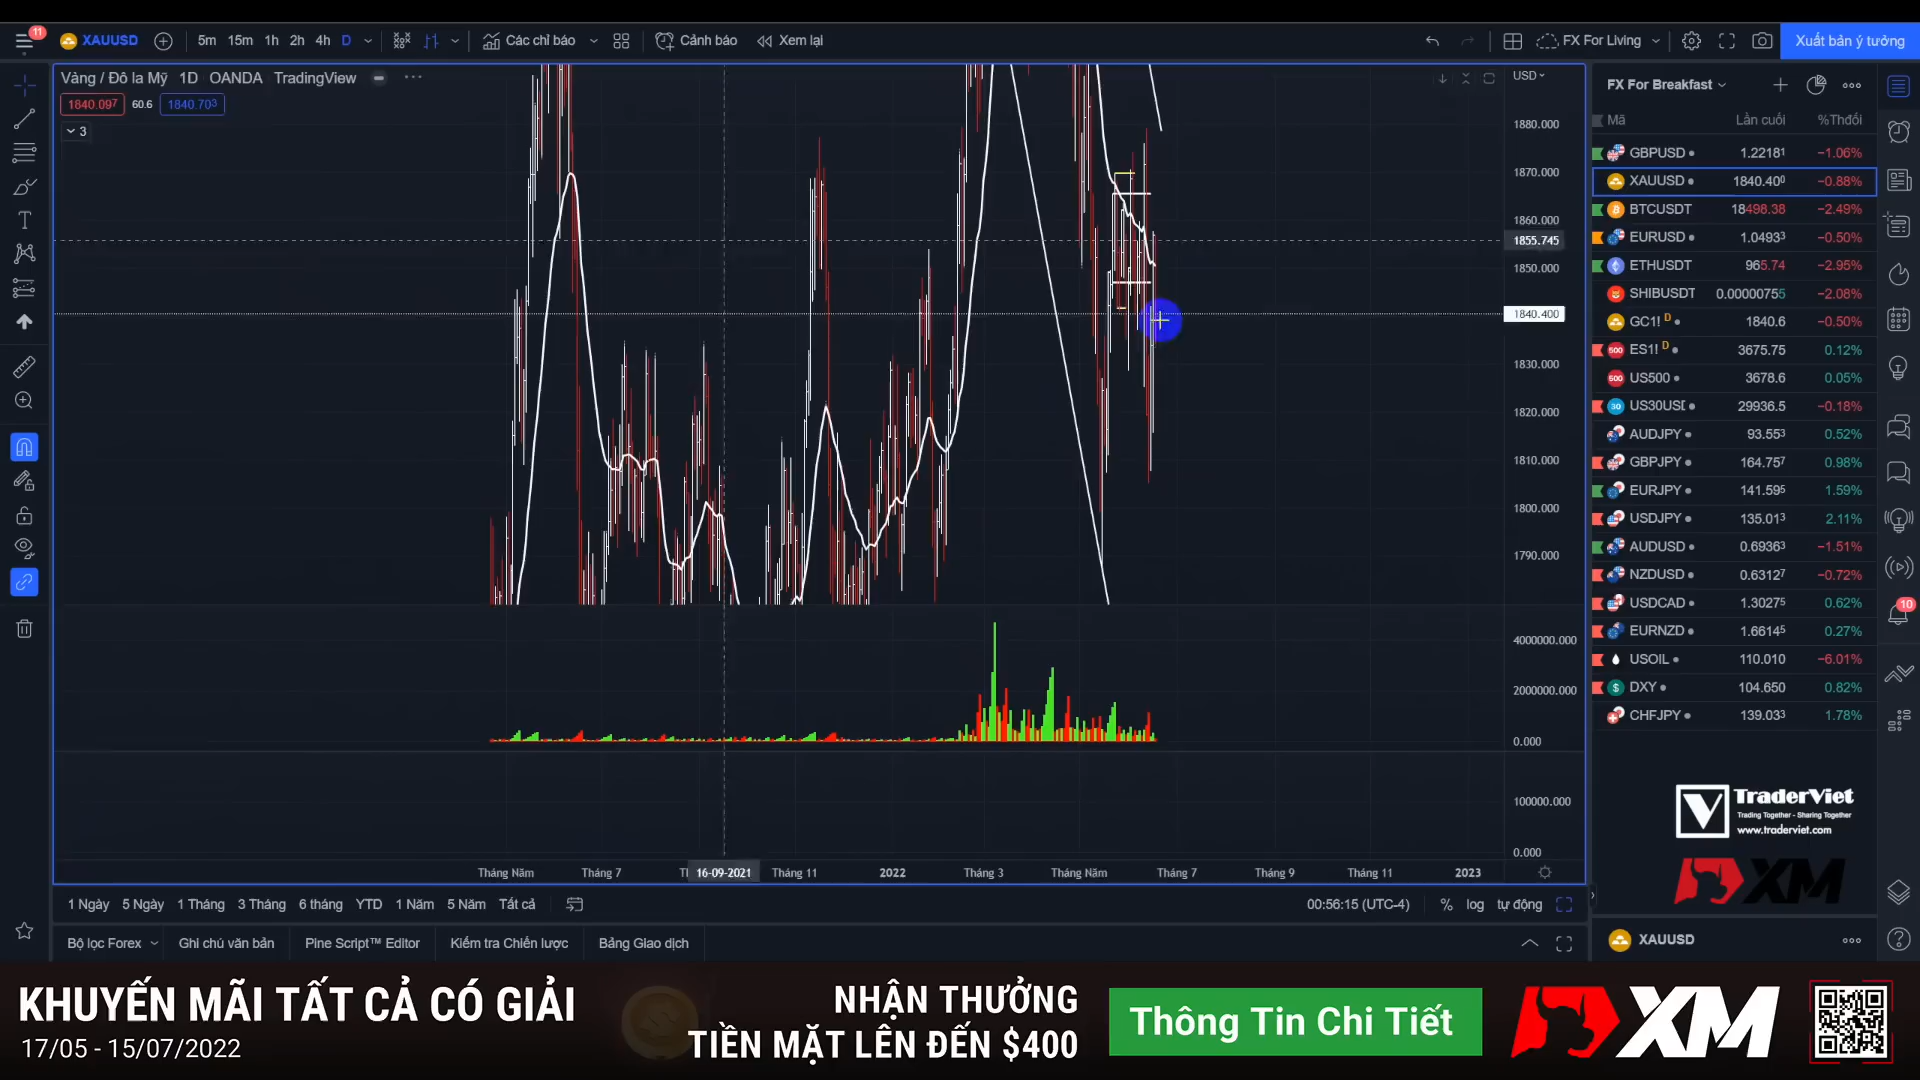 11
XAUUSD
5m 15m 1h 2h 4h D
Các chỉ báo
Cảnh báo
Xem lại
FX For Living
Xuất bản ý tưởng
Vàng / Đô la Mỹ 1D OANDA TradingView
1840.097 60.6 1840.703
3
USD
1880.000
1870.000
1860.000
1855.745
1850.000
1840.400
1830.000
1820.000
1810.000
1800.000
1790.000
4000000.000
2000000.000
0.000
100000.000
0.000
Tháng Năm Tháng 7 16-09-2021 Tháng 11 2022 Tháng 3 Tháng Năm Tháng 7 Tháng 9 Tháng 11 2023
1 Ngày 5 Ngày 1 Tháng 3 Tháng 6 tháng YTD 1 Năm 5 Năm Tất cả
00:56:15 (UTC-4) % log tự động
Bộ lọc Forex Ghi chú văn bản Pine Script™ Editor Kiểm tra Chiến lược Bảng Giao dịch
FX For Breakfast
Mã Lần cuối %Thđối
GBPUSD 1.22181 −1.06%
XAUUSD 1840.400 −0.88%
BTCUSDT 18498.38 −2.49%
EURUSD 1.04933 −0.50%
ETHUSDT 965.74 −2.95%
SHIBUSDT 0.00000755 −2.08%
GC1! D 1840.6 −0.50%
500 ES1! D 3675.75 0.12%
500 US500 3678.6 0.05%
30 US30USD 29936.5 −0.18%
AUDJPY 93.553 0.52%
GBPJPY 164.757 0.98%
EURJPY 141.595 1.59%
USDJPY 135.013 2.11%
AUDUSD 0.69363 −1.51%
NZDUSD 0.63127 −0.72%
USDCAD 1.30275 0.62%
EURNZD 1.66145 0.27%
USOIL 110.010 −6.01%
DXY 104.650 0.82%
CHFJPY 139.033 1.78%
10
TraderViet
Trading Together - Sharing Together
www.traderviet.com
XM
XAUUSD
KHUYẾN MÃI TẤT CẢ CÓ GIẢI
17/05 - 15/07/2022
NHẬN THƯỞNG
TIỀN MẶT LÊN ĐẾN $400
Thông Tin Chi Tiết
XM